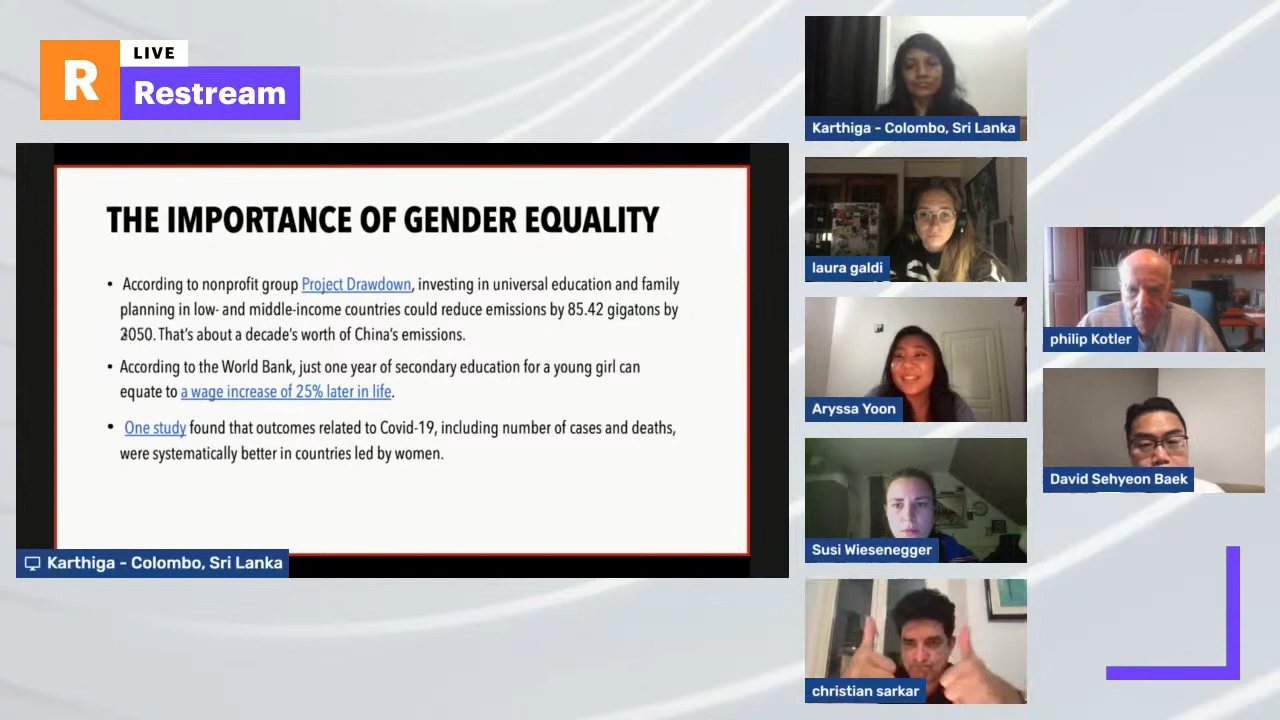 R
LIVE
Restream
THE IMPORTANCE OF GENDER EQUALITY
• According to nonprofit group Project Drawdown, investing in universal education and family
planning in low- and middle-income countries could reduce emissions by 85.42 gigatons by
2050. That's about a decade's worth of China's emissions.
• According to the World Bank, just one year of secondary education for a young girl can
equate to a wage increase of 25% later in life.
• One study found that outcomes related to Covid-19, including number of cases and deaths,
were systematically better in countries led by women.
Karthiga - Colombo, Sri Lanka
Karthiga - Colombo, Sri Lanka
laura galdi
Aryssa Yoon
Susi Wiesenegger
christian sarkar
philip Kotler
David Sehyeon Baek